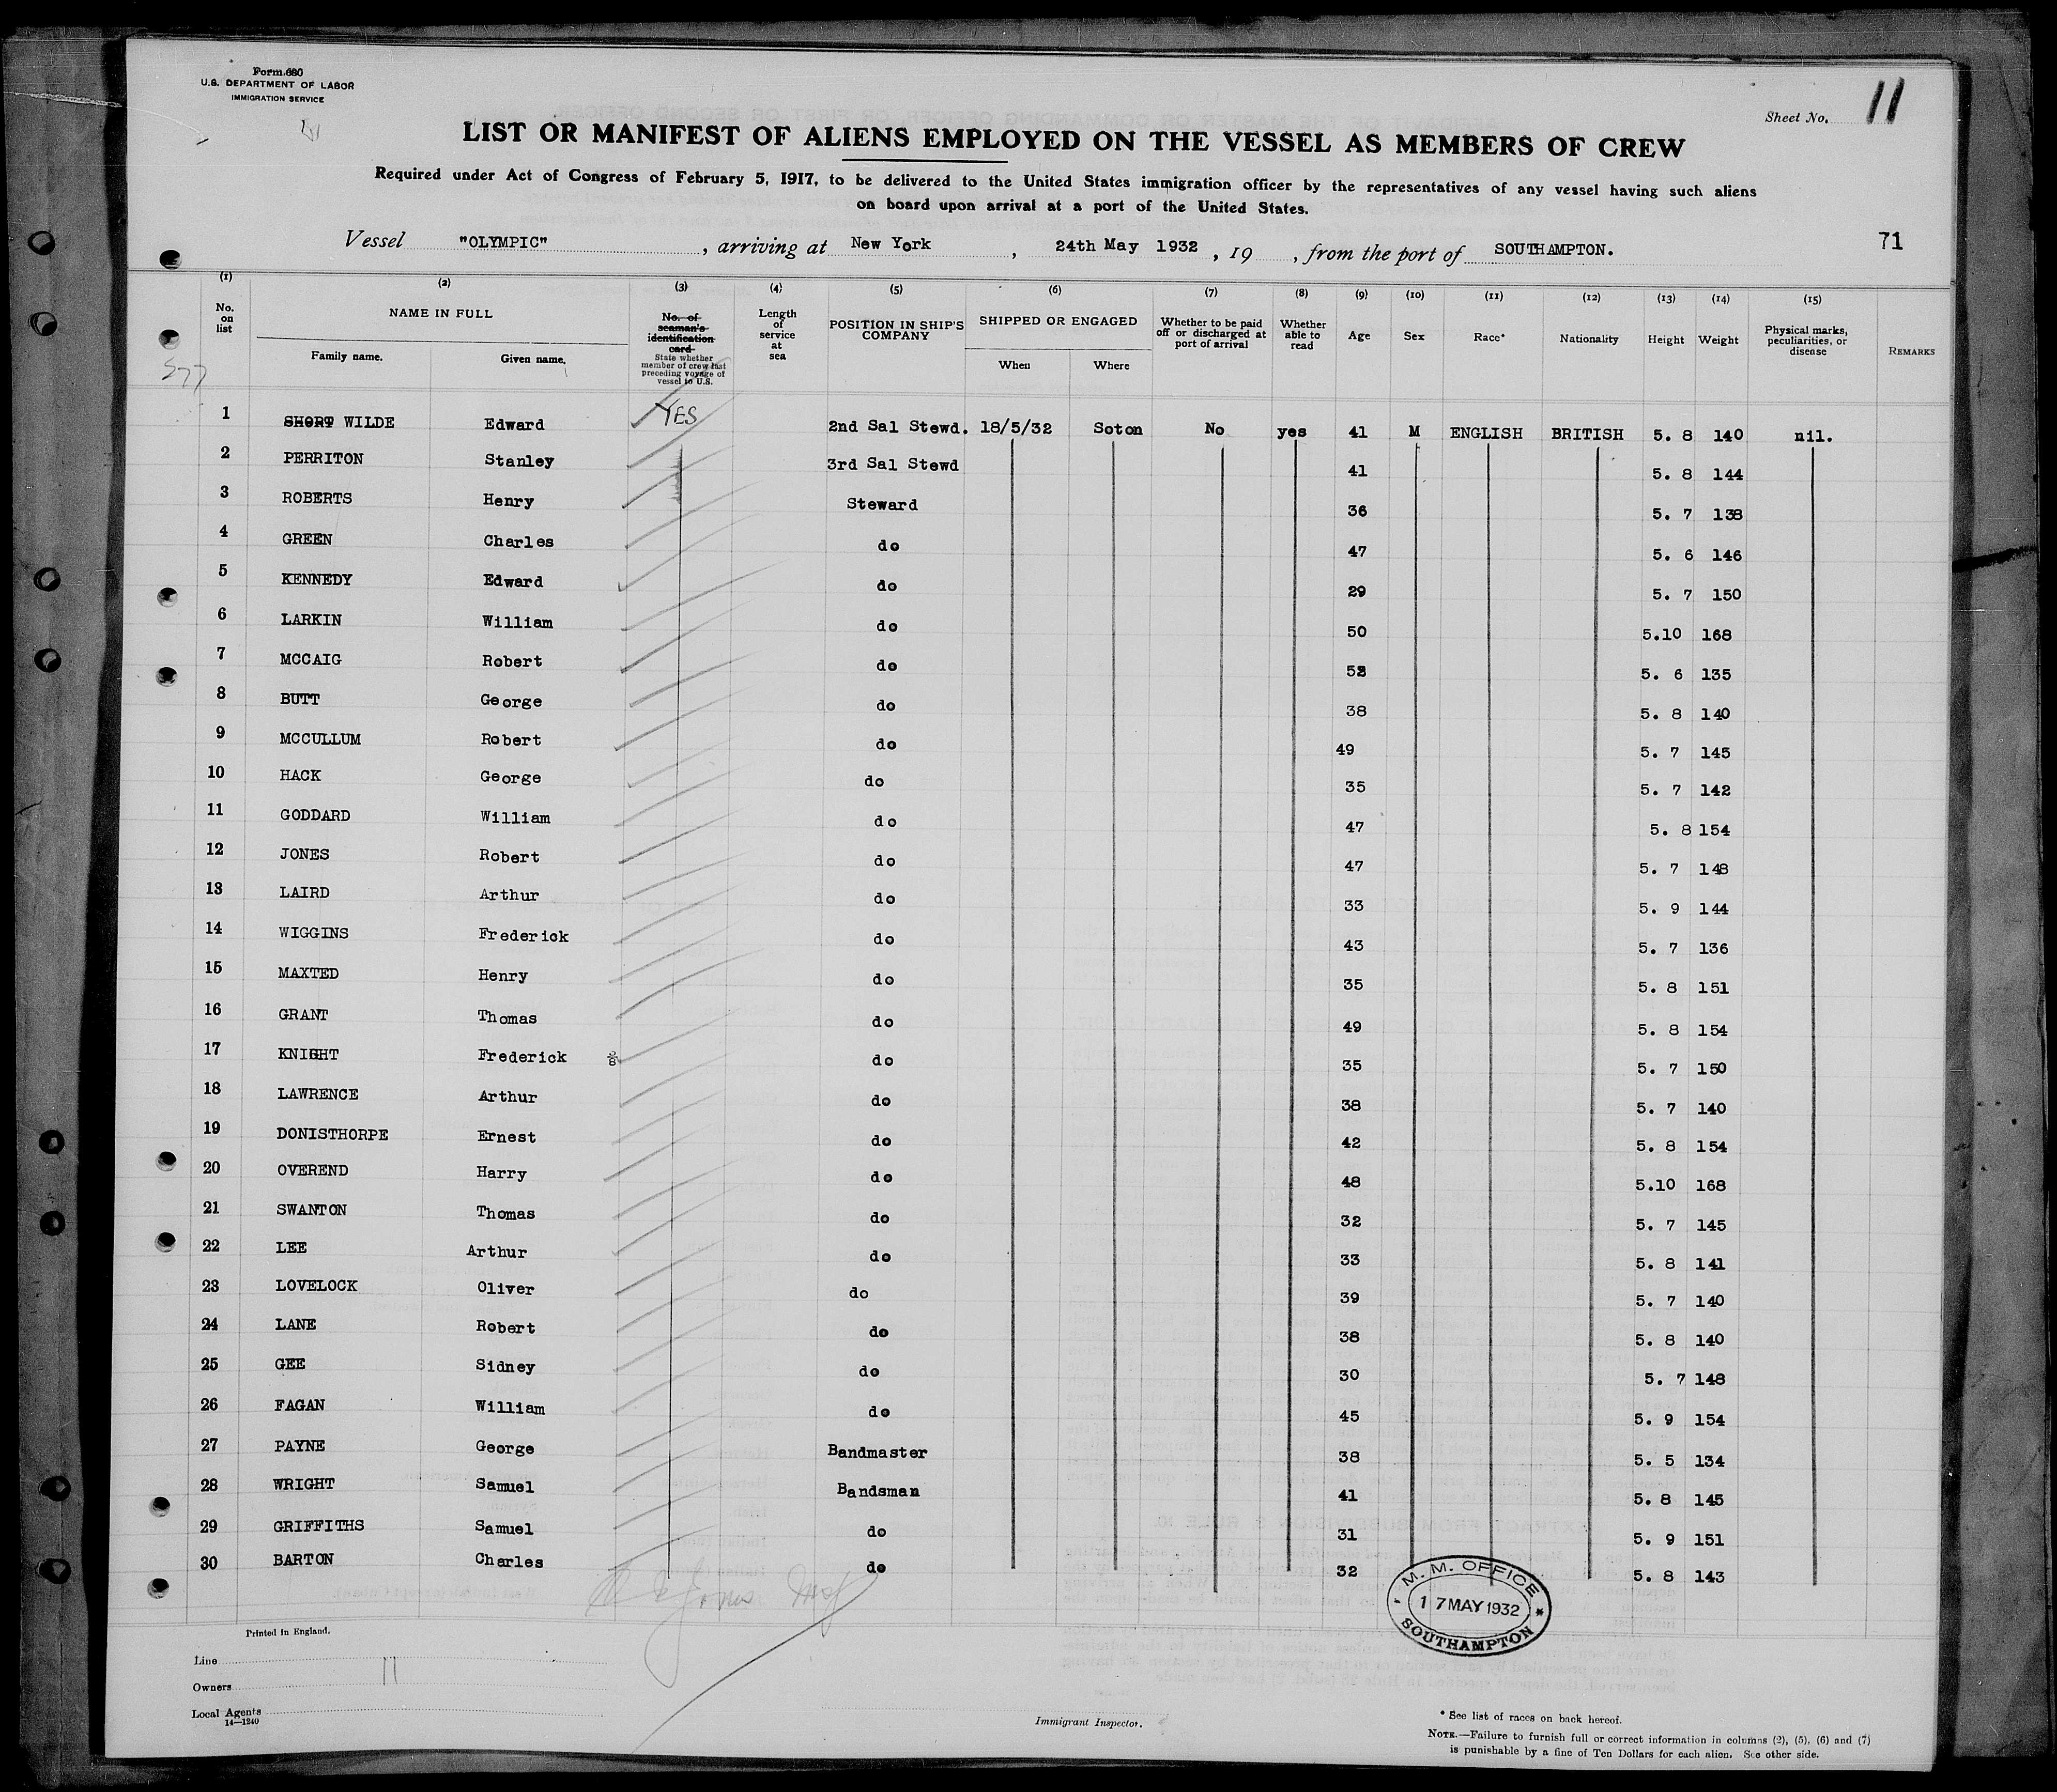 Form 680
U.S. DEPARTMENT OF LABOR
IMMIGRATION SERVICE
Sheet No. 11
LIST OR MANIFEST OF ALIENS EMPLOYED ON THE VESSEL AS MEMBERS OF CREW
Required under Act of Congress of February 5, 1917, to be delivered to the United States immigration officer by the representatives of any vessel having such aliens
on board upon arrival at a port of the United States.
Vessel "OLYMPIC", arriving at New York, 24th May 1932, 19 , from the port of SOUTHAMPTON. 71
(1) (2) (3) (4) (5) (6) (7) (8) (9) (10) (11) (12) (13) (14) (15)
No. on list NAME IN FULL Family name. Given name. No. of seaman's identification card State whether member of crew last preceding voyage of vessel to U.S. Length of service at sea POSITION IN SHIP'S COMPANY SHIPPED OR ENGAGED When Where Whether to be paid off or discharged at port of arrival Whether able to read Age Sex Race* Nationality Height Weight Physical marks, peculiarities, or disease REMARKS
577
1 SHORT WILDE Edward YES 2nd Sal Stewd. 18/5/32 Soton No yes 41 M ENGLISH BRITISH 5. 8 140 nil.
2 PERRITON Stanley 3rd Sal Stewd 41 5. 8 144
3 ROBERTS Henry Steward 36 5. 7 138
4 GREEN Charles do 47 5. 6 146
5 KENNEDY Edward do 29 5. 7 150
6 LARKIN William do 50 5.10 168
7 MCCAIG Robert do 5. 6 135
8 BUTT George do 38 5. 8 140
9 MCCULLUM Robert do 49 5. 7 145
10 HACK George do 35 5. 7 142
11 GODDARD William do 47 5. 8 154
12 JONES Robert do 47 5. 7 148
13 LAIRD Arthur do 33 5. 9 144
14 WIGGINS Frederick do 43 5. 7 136
15 MAXTED Henry do 35 5. 8 151
16 GRANT Thomas do 49 5. 8 154
17 KNIGHT Frederick do 35 5. 7 150
18 LAWRENCE Arthur do 38 5. 7 140
19 DONISTHORPE Ernest do 42 5. 8 154
20 OVEREND Harry do 48 5.10 168
21 SWANTON Thomas do 32 5. 7 145
22 LEE Arthur do 33 5. 8 141
23 LOVELOCK Oliver do 39 5. 7 140
24 LANE Robert do 38 5. 8 140
25 GEE Sidney do 30 5. 7 148
26 FAGAN William do 45 5. 9 154
27 PAYNE George Bandmaster 38 5. 5 134
28 WRIGHT Samuel Bandsman 41 5. 8 145
29 GRIFFITHS Samuel do 31 5. 9 151
30 BARTON Charles do 32 5. 8 143
M. M. OFFICE
17 MAY 1932
SOUTHAMPTON
Printed in England.
Line
Owners 11
Local Agents
14—1240
Immigrant Inspector.
* See list of races on back hereof.
NOTE.—Failure to furnish full or correct information in columns (2), (5), (6) and (7)
is punishable by a fine of Ten Dollars for each alien. See other side.